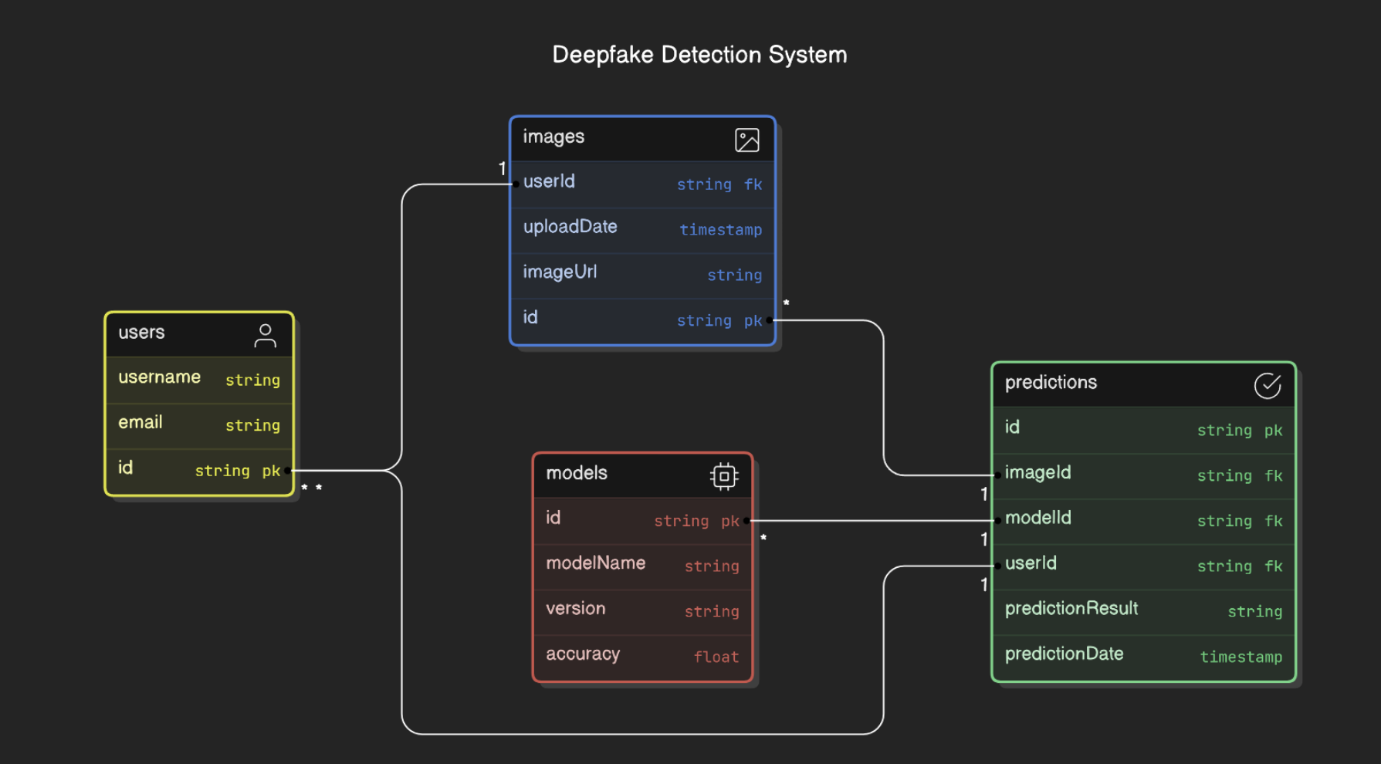 Deepfake Detection System
images
1
userId string fk
uploadDate timestamp
imageUrl string
id string pk
*
users
username string
email string
id string pk
* *
models
id string pk
*
modelName string
version string
accuracy float
predictions
id string pk
imageId string fk
1
modelId string fk
1
userId string fk
1
predictionResult string
predictionDate timestamp